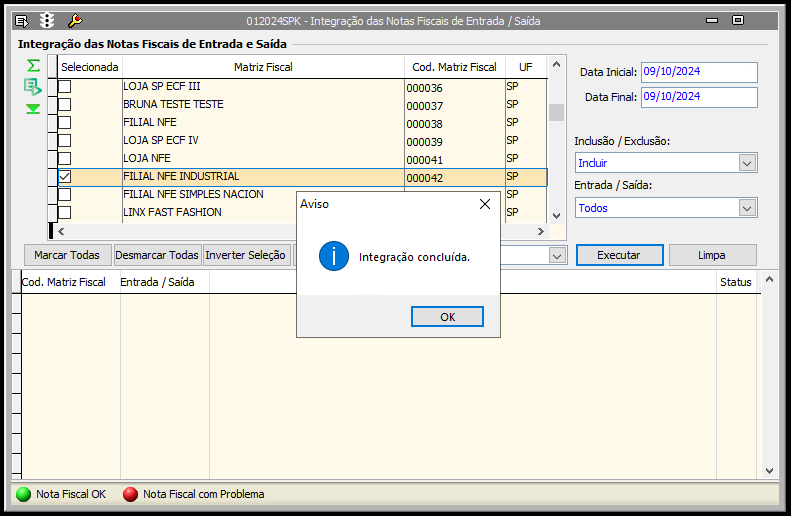 012024SPK - Integração das Notas Fiscais de Entrada / Saída
Integração das Notas Fiscais de Entrada e Saída
Selecionada Matriz Fiscal Cod. Matriz Fiscal UF
LOJA SP ECF III 000036 SP
BRUNA TESTE TESTE 000037 SP
FILIAL NFE 000038 SP
LOJA SP ECF IV 000039 SP
LOJA NFE 000041 SP
FILIAL NFE INDUSTRIAL 000042 SP
FILIAL NFE SIMPLES NACION SP
LINX FAST FASHION SP
Data Inicial: 09/10/2024
Data Final: 09/10/2024
Inclusão / Exclusão:
Incluir
Entrada / Saída:
Todos
Marcar Todas Desmarcar Todas Inverter Seleção Executar Limpa
Aviso
Integração concluída.
OK
Cod. Matriz Fiscal Entrada / Saída Status
Nota Fiscal OK Nota Fiscal com Problema